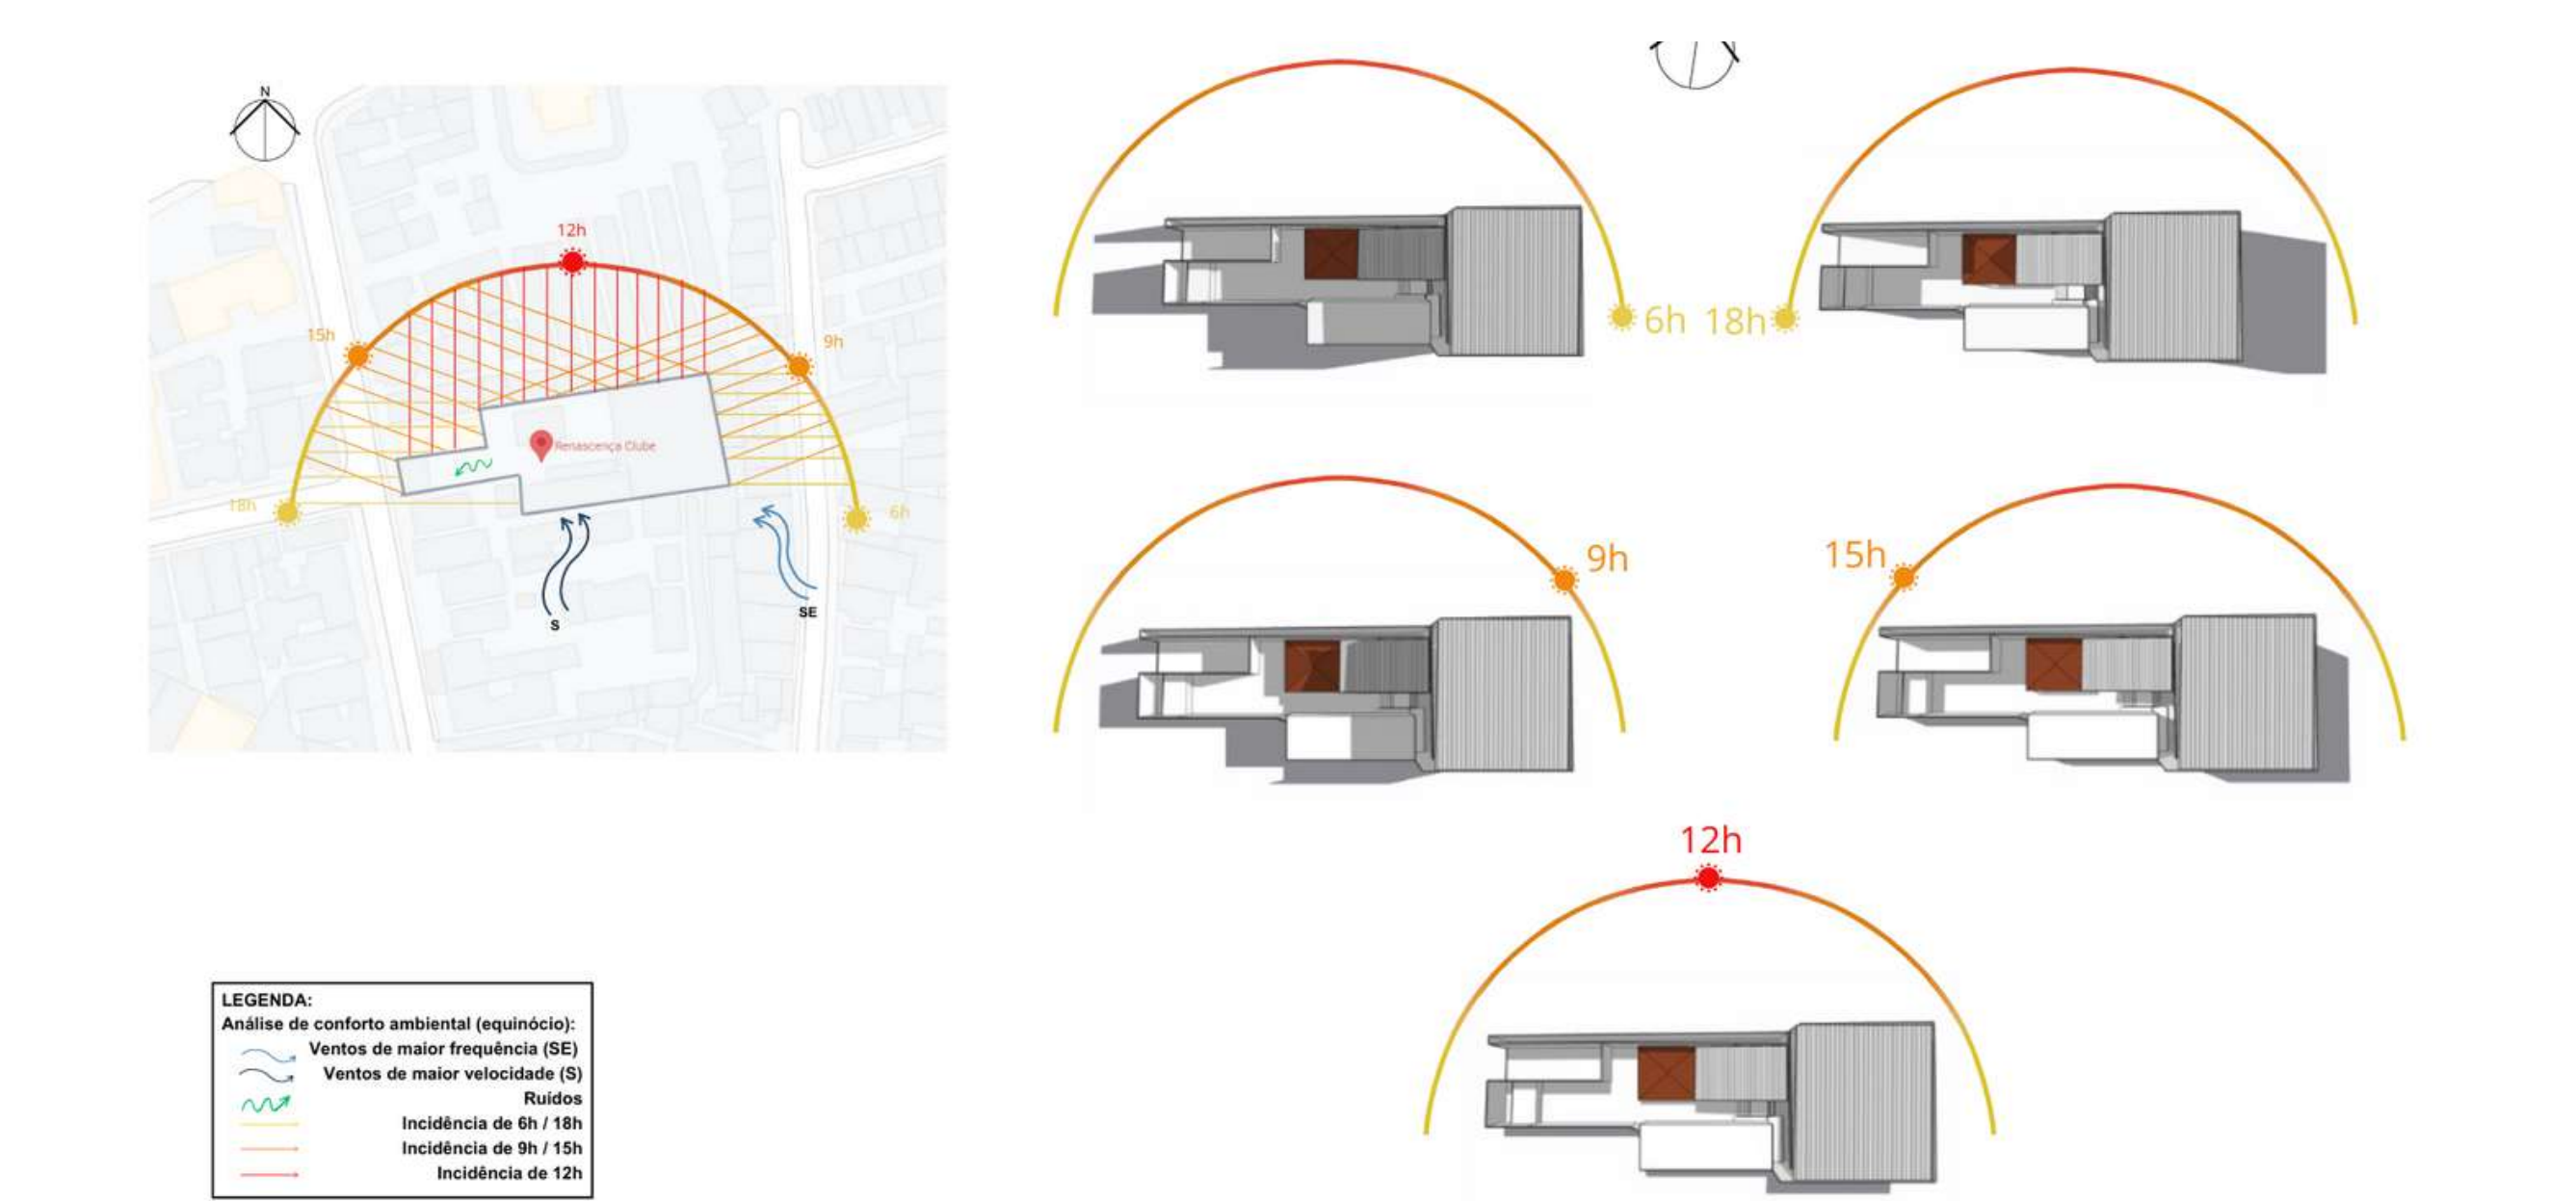 N
12h
15h
9h
Renascença Clube
18h
6h
S
SE
6h
18h
9h
15h
12h
LEGENDA:
Análise de conforto ambiental (equinócio):
Ventos de maior frequência (SE)
Ventos de maior velocidade (S)
Ruídos
Incidência de 6h / 18h
Incidência de 9h / 15h
Incidência de 12h